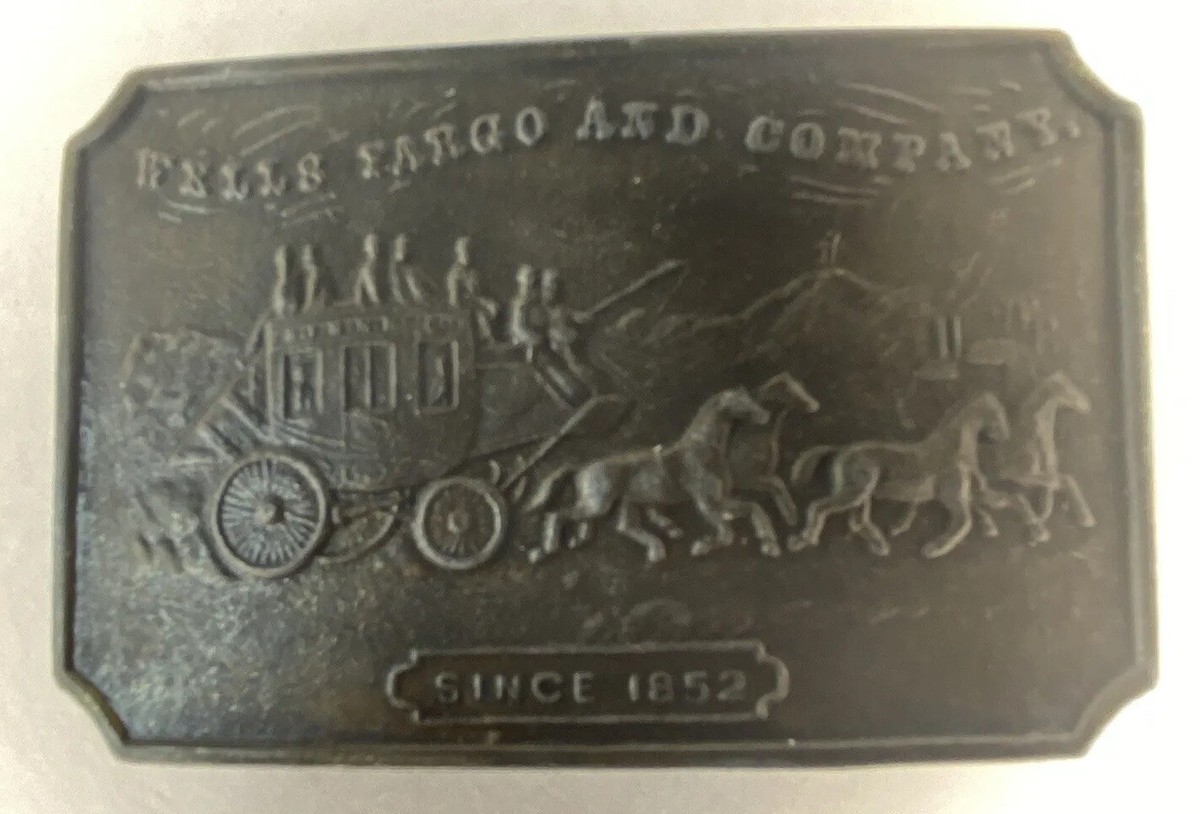 WELLS FARGO AND COMPANY.
SINCE 1852